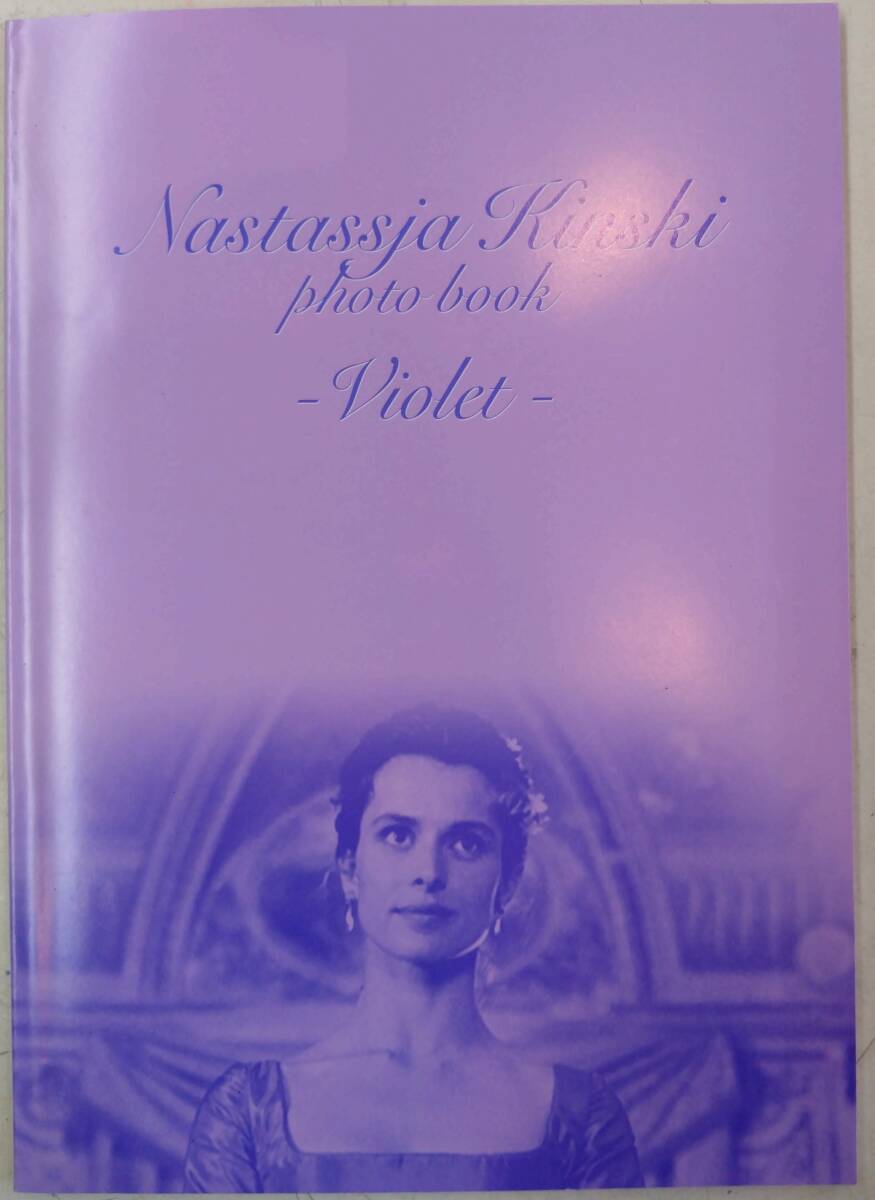 Nastassja Kinski
photo book
- Violet -